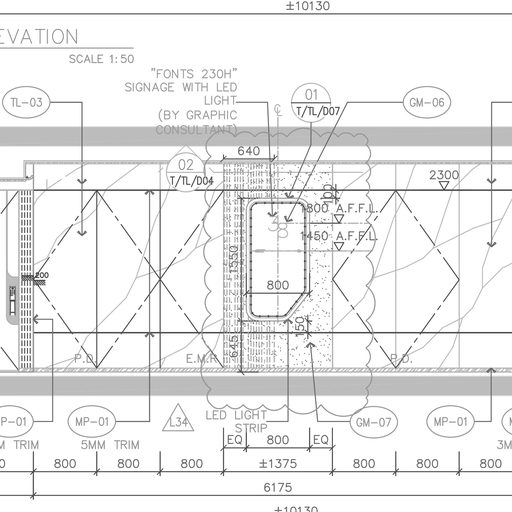 ±10130
EVATION
SCALE 1:50
"FONTS 230H"
SIGNAGE WITH LED
LIGHT
(BY GRAPHIC
CONSULTANT)
TL-03
01
T/TL/D07
GM-06
℄
640
02
T/TL/D04
2300
100
1800 A.F.F.L.
38
1450 A.F.F.L.
1550
200
800
150
645
P.D.
E.M.R.
P.D.
P-01
MP-01
L34
LED LIGHT
STRIP
GM-07
MP-01
M TRIM
5MM TRIM
3M
EQ
800
EQ
0
800
800
800
±1375
800
800
800
6175
±10130